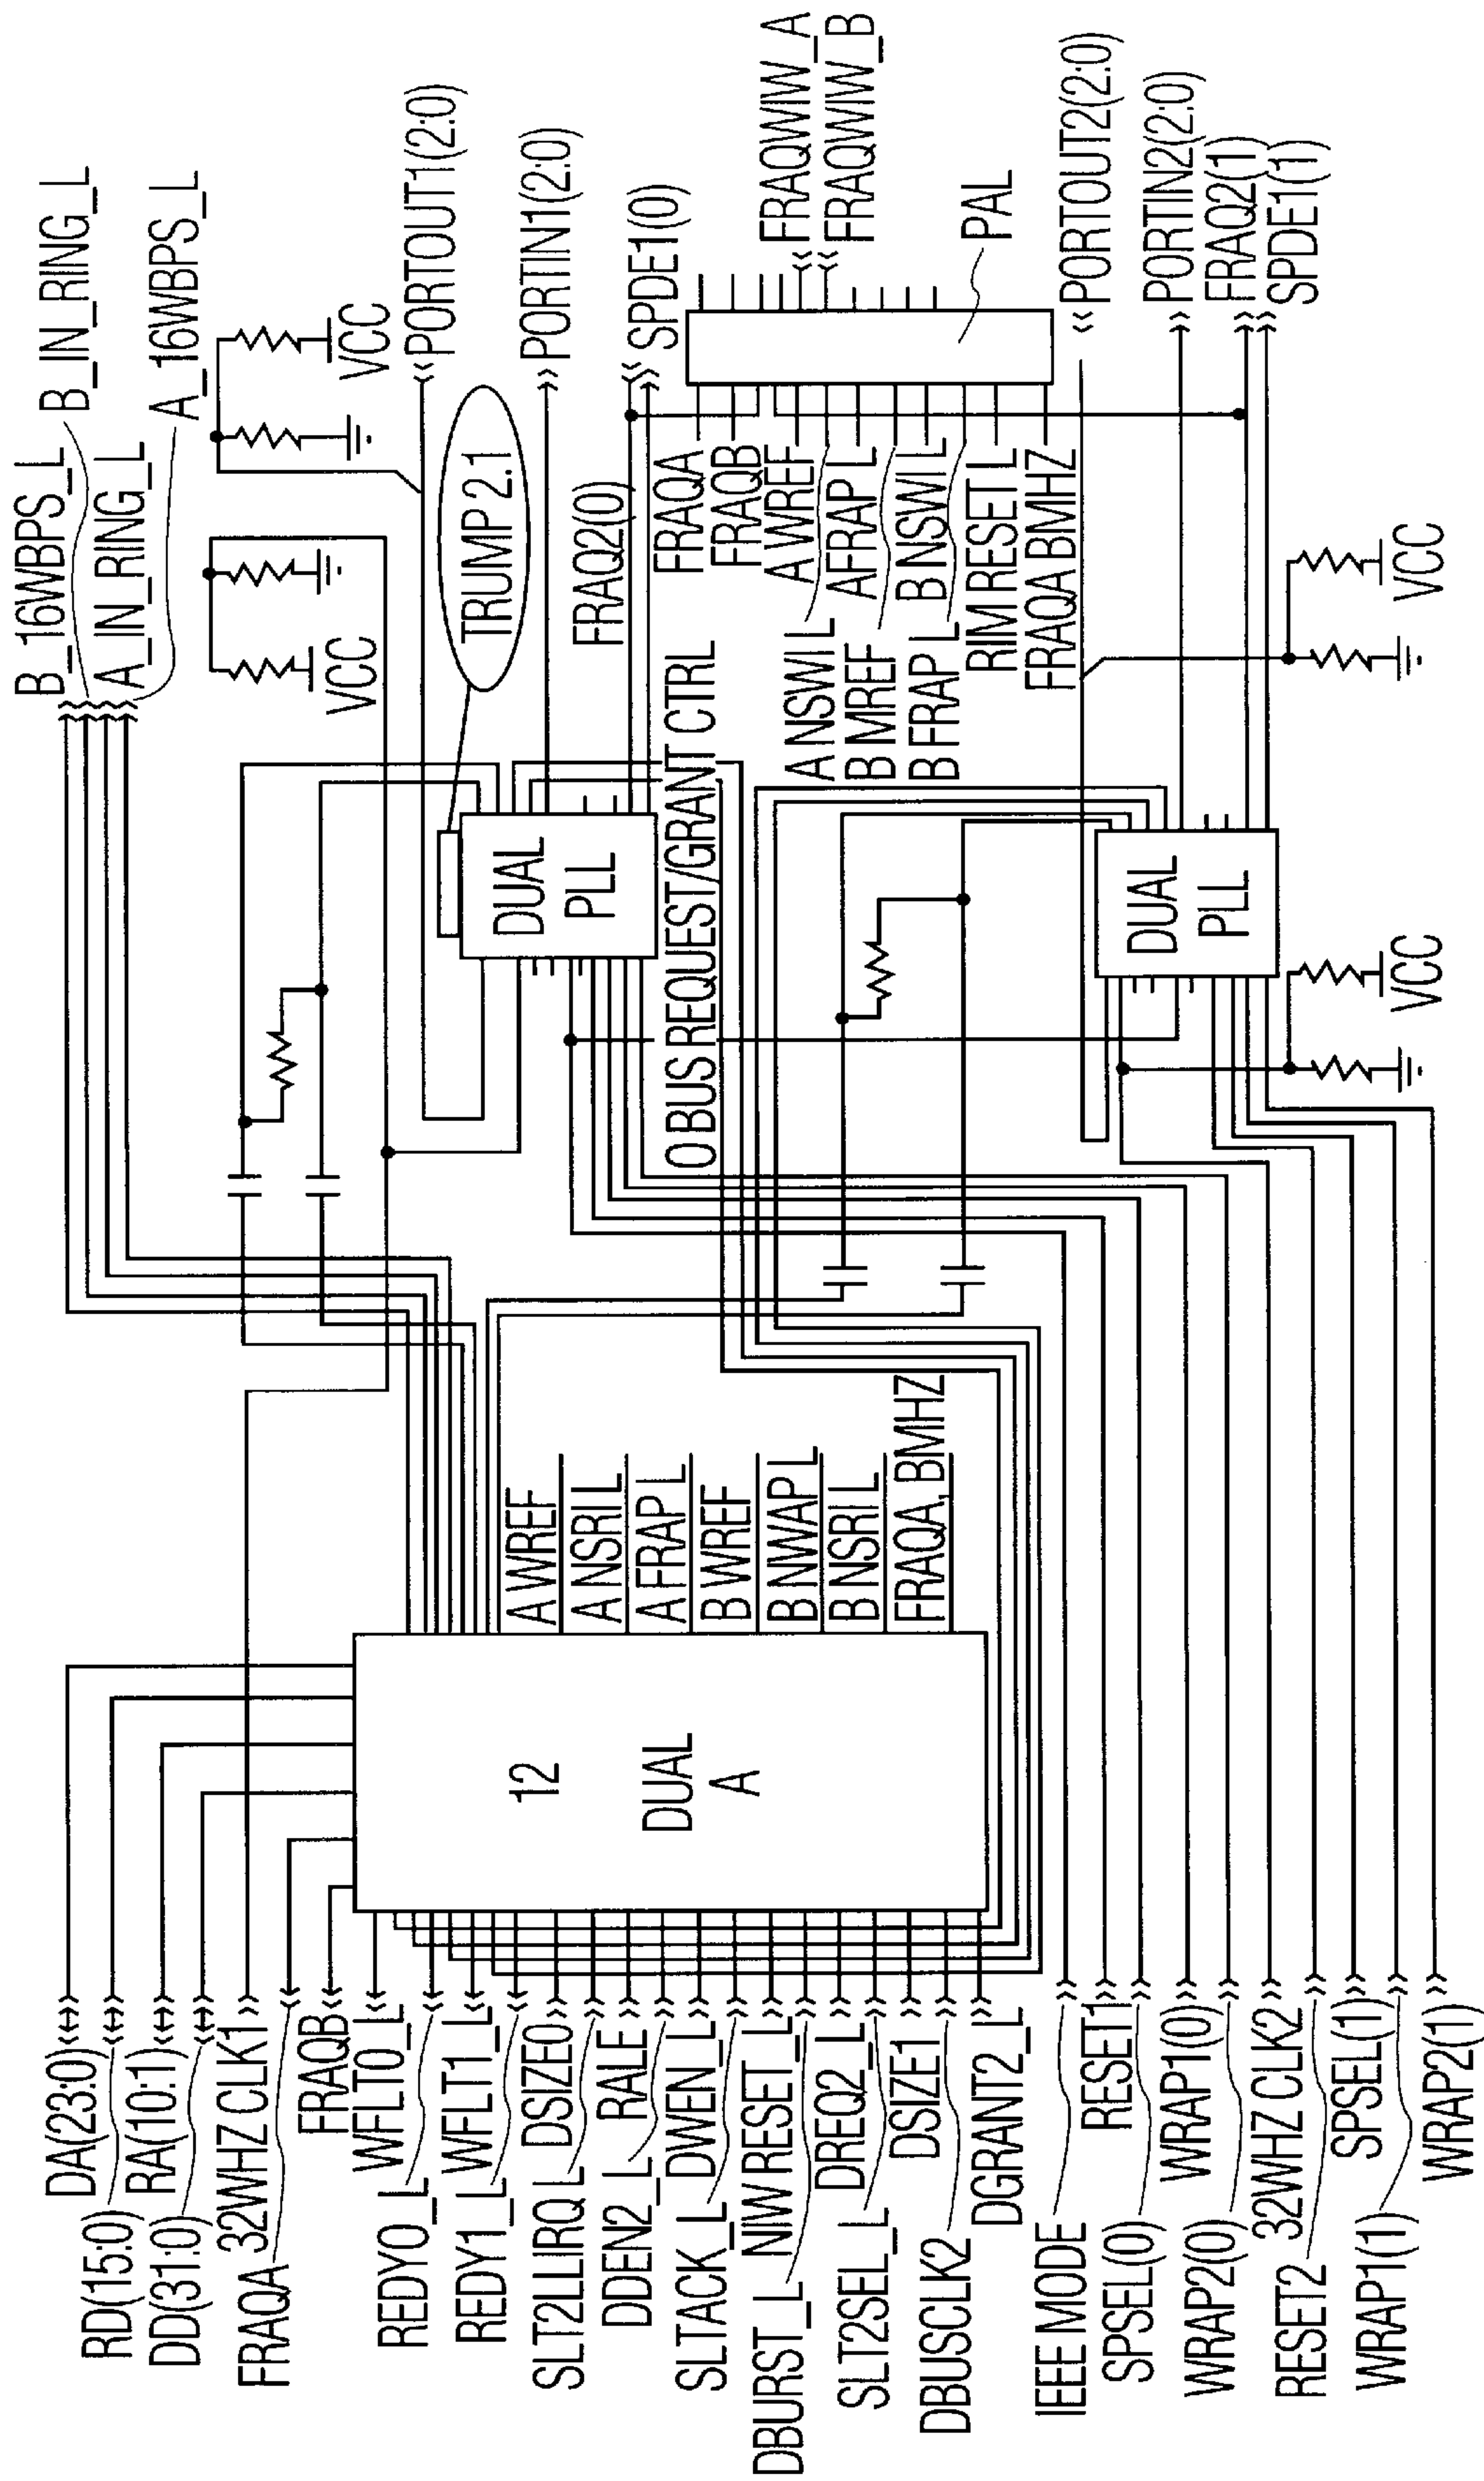 DA(23:0)
RD(15:0)
RA(10:1)
DD(31:0)
32WHZ CLK1
FRAQA
FRAQB
WFLT0_L
REDY0_L
WFLT1_L
REDY1_L
DSIZE0
SLT2LLIRQ L
RALE
DDEN2_L
DWEN_L
SLTACK_L
NIW RESET_L
DBURST_L
DREQ2_L
SLT2SEL_L
DSIZE1
DBUSCLK2
DGRANT2_L
IEEE MODE
RESET1
SPSEL(0)
WRAP1(0)
WRAP2(0)
32WHZ CLK2
RESET2
SPSEL(1)
WRAP1(1)
WRAP2(1)
12
DUAL
A
A WREF
A NSRI L
A FRAP L
B WREF
B NWAP L
B NSRI L
FRAQA, BMHZ
B_16WBPS_L
B_IN_RING_L
A_IN_RING_L
A_16WBPS_L
VCC
VCC
PORTOUT1(2:0)
TRUMP 2.1
PORTIN1(2:0)
DUAL
PLL
FRAQ2(0)
SPDE1(0)
O BUS REQUEST/GRANT CTRL
FRAQA
FRAQB
A WREF
A NSWI L
AFRAP L
B MREF
B NSWI L
B FRAP L
RIM RESET L
FRAQA BMHZ
FRAQWIW_A
FRAQWIW_B
PAL
DUAL
PLL
PORTOUT2(2:0)
PORTIN2(2:0)
FRAQ2(1)
SPDE1(1)
VCC
VCC